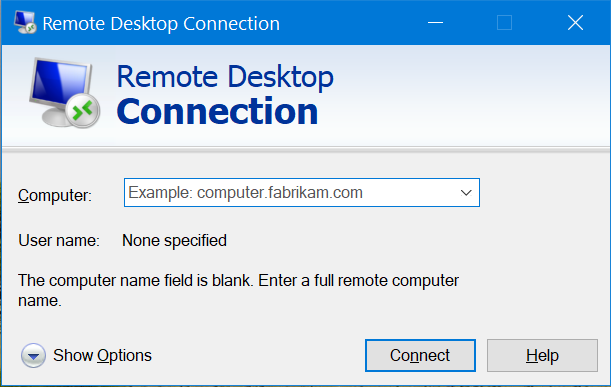 Remote Desktop Connection
Remote Desktop
Connection
Computer: Example: computer.fabrikam.com
User name: None specified
The computer name field is blank. Enter a full remote computer
name.
Show Options Connect Help